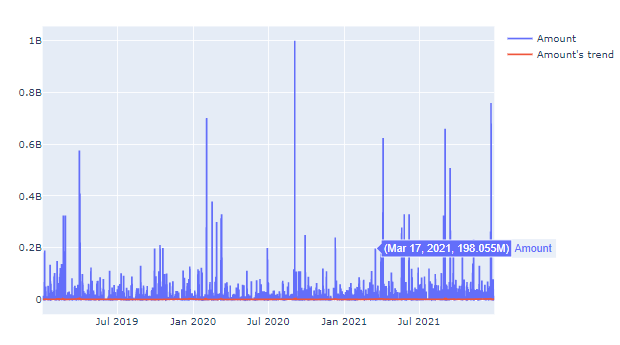 1B
0.8B
0.6B
0.4B
0.2B
0
Jul 2019
Jan 2020
Jul 2020
Jan 2021
Jul 2021
Amount
Amount's trend
(Mar 17, 2021, 198.055M) Amount